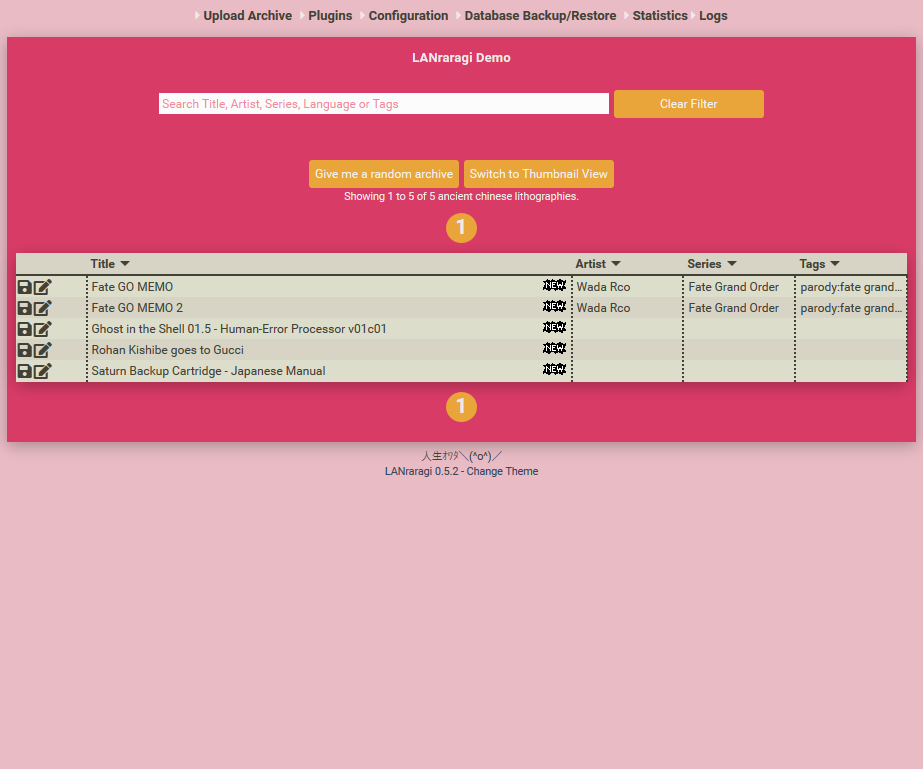 Upload Archive Plugins Configuration Database Backup/Restore Statistics Logs
LANraragi Demo
Search Title, Artist, Series, Language or Tags Clear Filter
Give me a random archive Switch to Thumbnail View
Showing 1 to 5 of 5 ancient chinese lithographies.
1
Title Artist Series Tags
Fate GO MEMO NEW Wada Rco Fate Grand Order parody:fate grand...
Fate GO MEMO 2 NEW Wada Rco Fate Grand Order parody:fate grand...
Ghost in the Shell 01.5 - Human-Error Processor v01c01 NEW
Rohan Kishibe goes to Gucci NEW
Saturn Backup Cartridge - Japanese Manual NEW
1
人生ｵﾜﾀ＼(^o^)／
LANraragi 0.5.2 - Change Theme